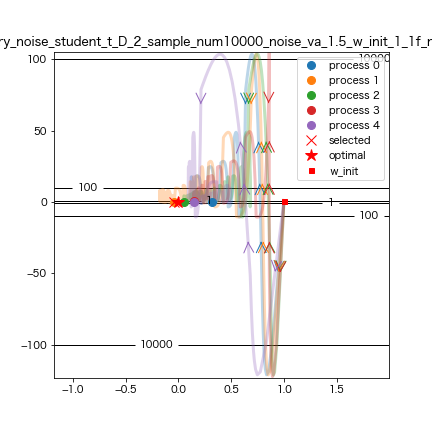 ry_noise_student_t_D_2_sample_num10000_noise_va_1.5_w_init_1_1f_r
100
50
0
−50
−100
−1.0
−0.5
0.0
0.5
1.0
1.5
10000
100
1
1
100
10000
process 0
process 1
process 2
process 3
process 4
selected
optimal
w_init